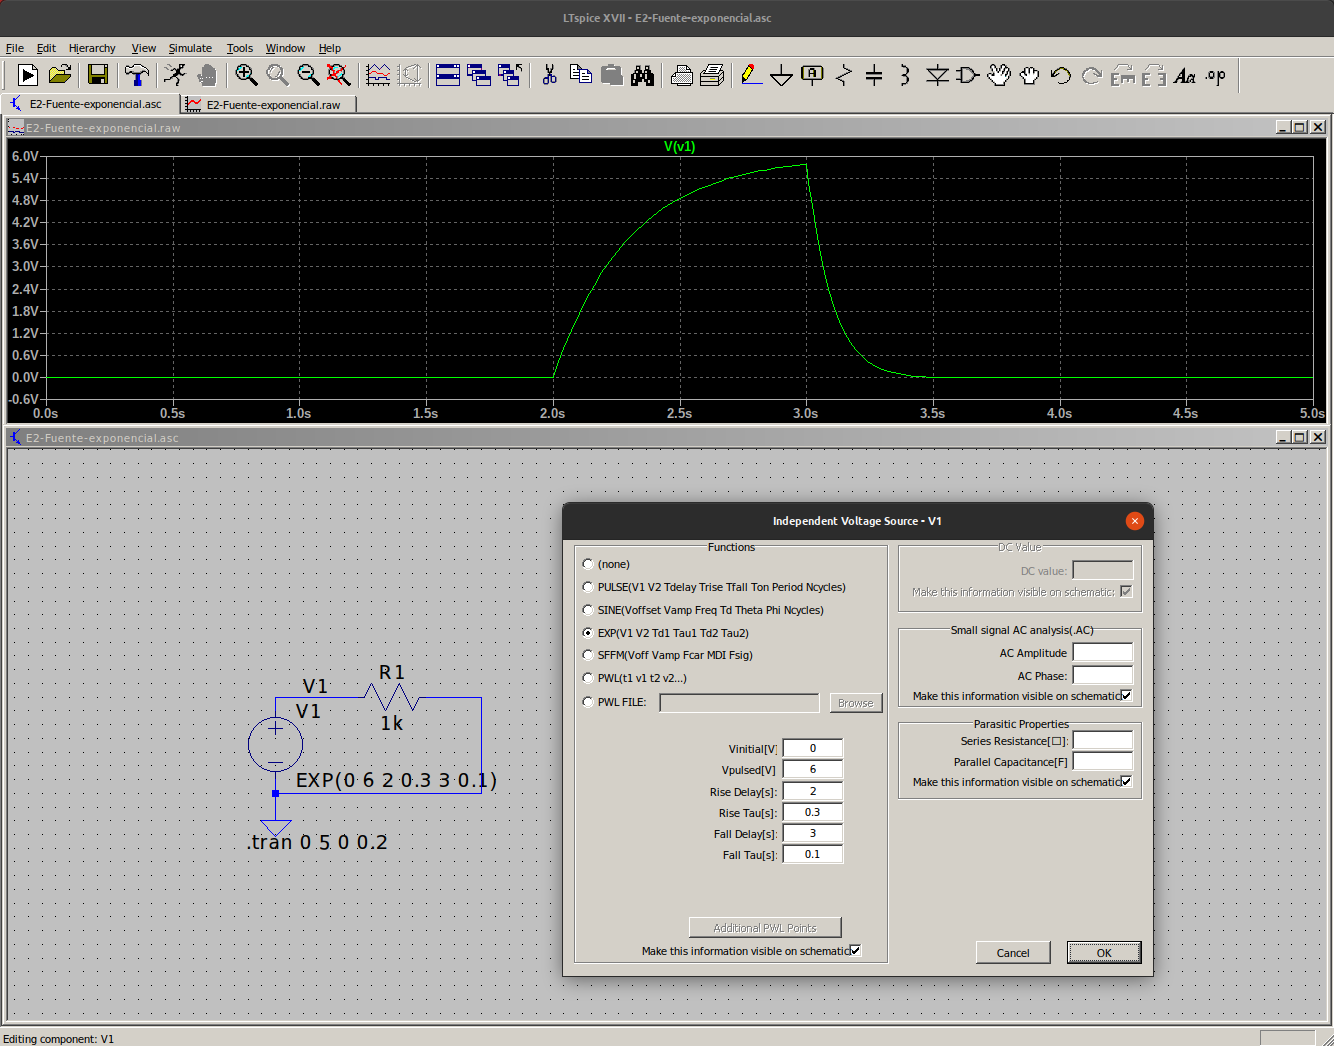 LTspice XVII - E2-Fuente-exponencial.asc
File Edit Hierarchy View Simulate Tools Window Help
E2-Fuente-exponencial.asc E2-Fuente-exponencial.raw
E2-Fuente-exponencial.raw
V(v1)
6.0V
5.4V
4.8V
4.2V
3.6V
3.0V
2.4V
1.8V
1.2V
0.6V
0.0V
-0.6V
0.0s 0.5s 1.0s 1.5s 2.0s 2.5s 3.0s 3.5s 4.0s 4.5s 5.0s
E2-Fuente-exponencial.asc
V1
R1
V1
1k
EXP(0 6 2 0.3 3 0.1)
.tran 0 5 0 0.2
Independent Voltage Source - V1
Functions
(none)
PULSE(V1 V2 Tdelay Trise Tfall Ton Period Ncycles)
SINE(Voffset Vamp Freq Td Theta Phi Ncycles)
EXP(V1 V2 Td1 Tau1 Td2 Tau2)
SFFM(Voff Vamp Fcar MDI Fsig)
PWL(t1 v1 t2 v2...)
PWL FILE: Browse
Vinitial[V] 0
Vpulsed[V] 6
Rise Delay[s]: 2
Rise Tau[s]: 0.3
Fall Delay[s]: 3
Fall Tau[s]: 0.1
Additional PWL Points
Make this information visible on schematic
DC Value
DC value:
Make this information visible on schematic:
Small signal AC analysis(.AC)
AC Amplitude
AC Phase:
Make this information visible on schematic
Parasitic Properties
Series Resistance[□]:
Parallel Capacitance[F]
Make this information visible on schematic
Cancel OK
Editing component: V1